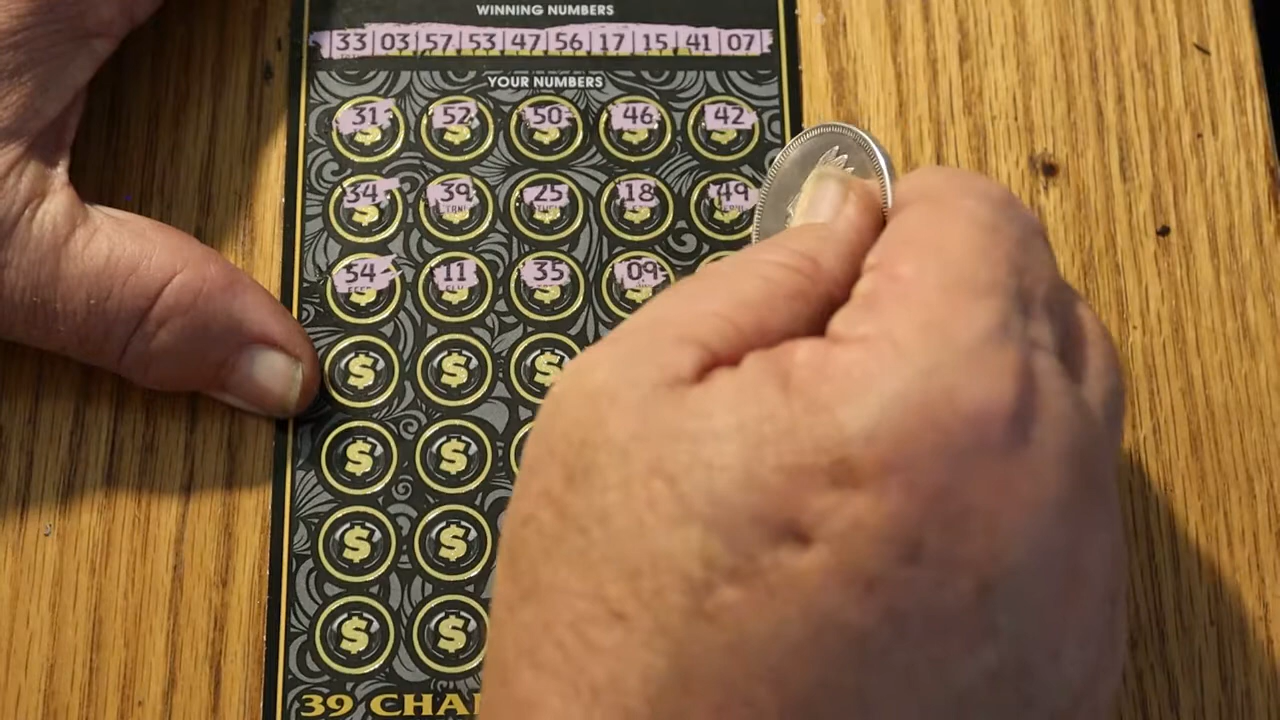 WINNING NUMBERS
33 03 57 53 47 56 17 15 41 07
YOUR NUMBERS
31 52 50 46 42
34 39 25 18 49
54 11 35 09
$ $ $
$ $
$ $
$ $
39 CHA